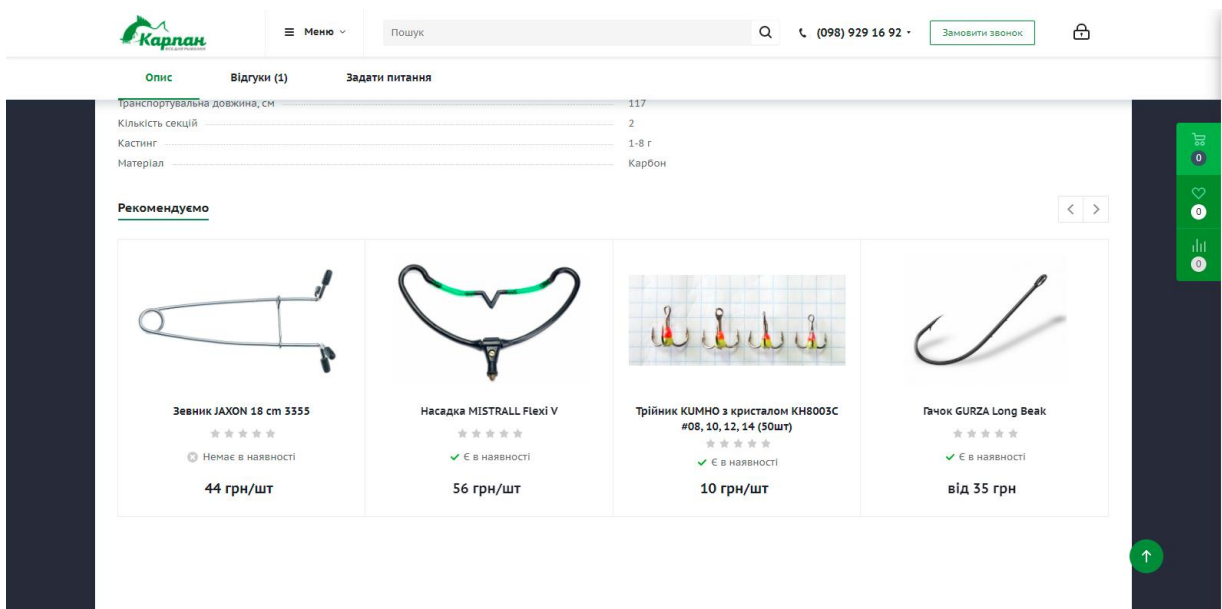 Карпан
Меню
Пошук
(098) 929 16 92
Замовити звонок
Опис
Відгуки (1)
Задати питання
Транспортувальна довжина, см 117
Кількість секцій 2
Кастинг 1-8 г
Матеріал Карбон
0
0
0
Рекомендуємо
Зевник JAXON 18 cm 3355
Немає в наявності
44 грн/шт
Насадка MISTRALL Flexi V
Є в наявності
56 грн/шт
Трійник KUMHO з кристалом KH8003C
#08, 10, 12, 14 (50шт)
Є в наявності
10 грн/шт
Гачок GURZA Long Beak
Є в наявності
від 35 грн